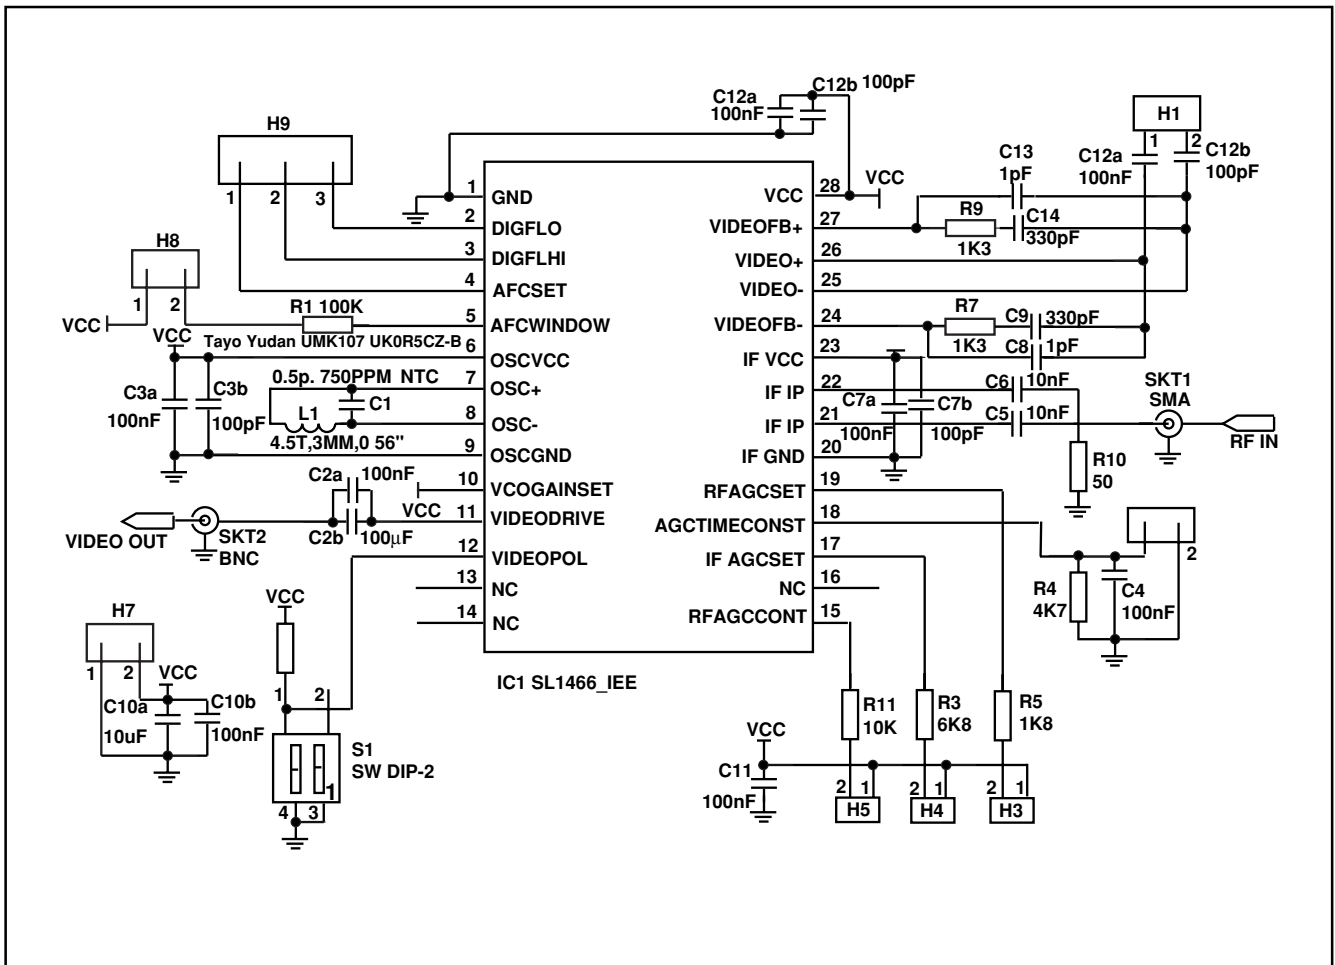 C12a
100nF
C12b 100pF
H9
1 2 3
H8
1 2
VCC
R1 100K
VCC
Tayo Yudan UMK107 UK0R5CZ-B
0.5p. 750PPM NTC
C3a
100nF
C3b
100pF
L1
C1
4.5T,3MM,0 56"
C2a
100nF
VCC
C2b
100µF
VIDEO OUT
SKT2
BNC
1 GND
2 DIGFLO
3 DIGFLHI
4 AFCSET
5 AFCWINDOW
6 OSCVCC
7 OSC+
8 OSC-
9 OSCGND
10 VCOGAINSET
11 VIDEODRIVE
12 VIDEOPOL
13 NC
14 NC
VCC 28
VIDEOFB+ 27
VIDEO+ 26
VIDEO- 25
VIDEOFB- 24
IF VCC 23
IF IP 22
IF IP 21
IF GND 20
RFAGCSET 19
AGCTIMECONST 18
IF AGCSET 17
NC 16
RFAGCCONT 15
IC1 SL1466_IEE
VCC
C13
1pF
R9
1K3
C14
330pF
H1
1 2
C12a
100nF
C12b
100pF
R7
1K3
C9
330pF
C8
1pF
C7a
100nF
C7b
100pF
C6
10nF
C5
10nF
SKT1
SMA
RF IN
R10
50
2
R4
4K7
C4
100nF
H7
1 2
VCC
C10a
10uF
C10b
100nF
VCC
1 2
S1
SW DIP-2
1
4 3
R11
10K
R3
6K8
R5
1K8
VCC
C11
100nF
2 1
H5
2 1
H4
2 1
H3